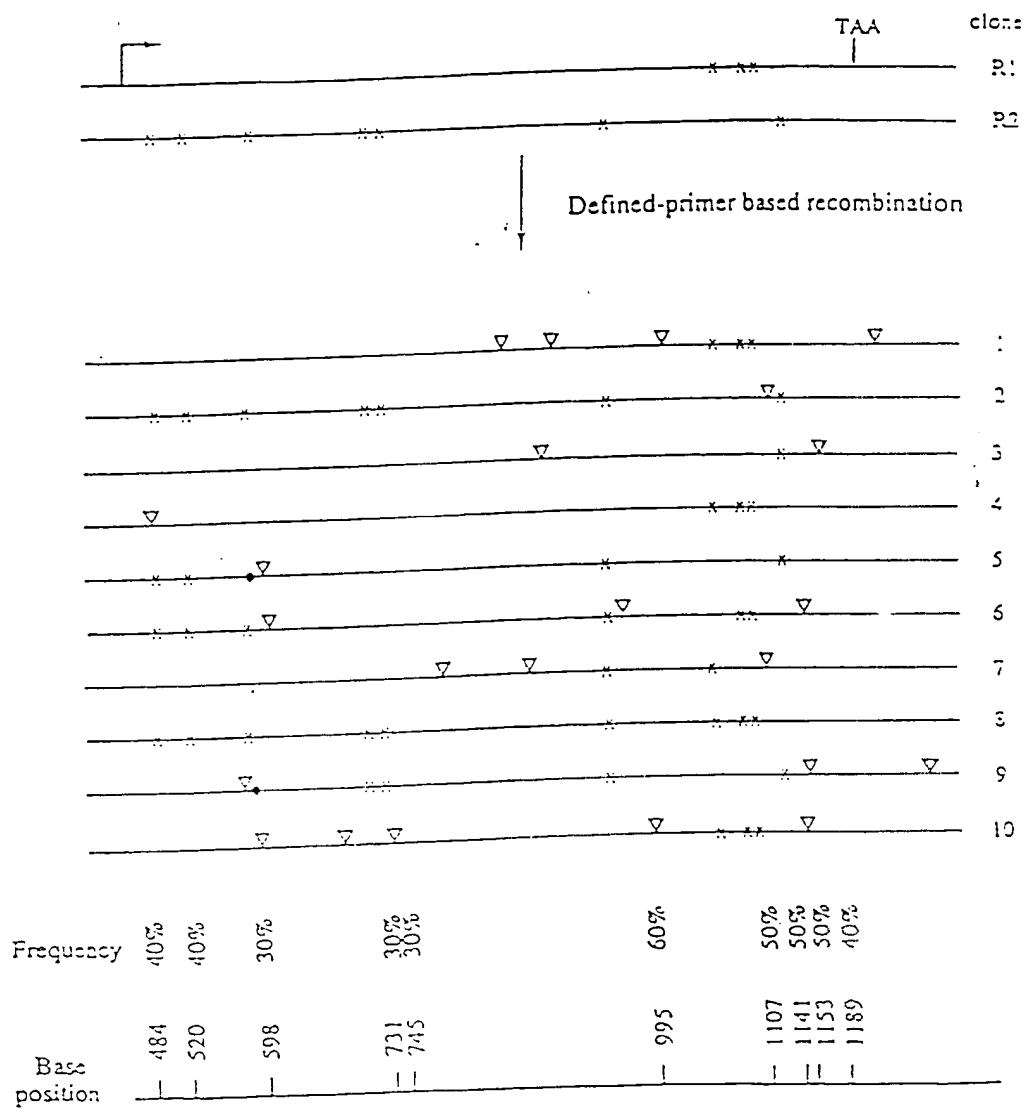 TAA clone
R1
R2
Defined-primer based recombination
1
2
3
4
5
6
7
8
9
10
Frequency 40% 40% 30% 30% 30% 60% 50% 50% 50% 40%
484 520 598 731 745 995 1107 1141 1153 1189
Base
position